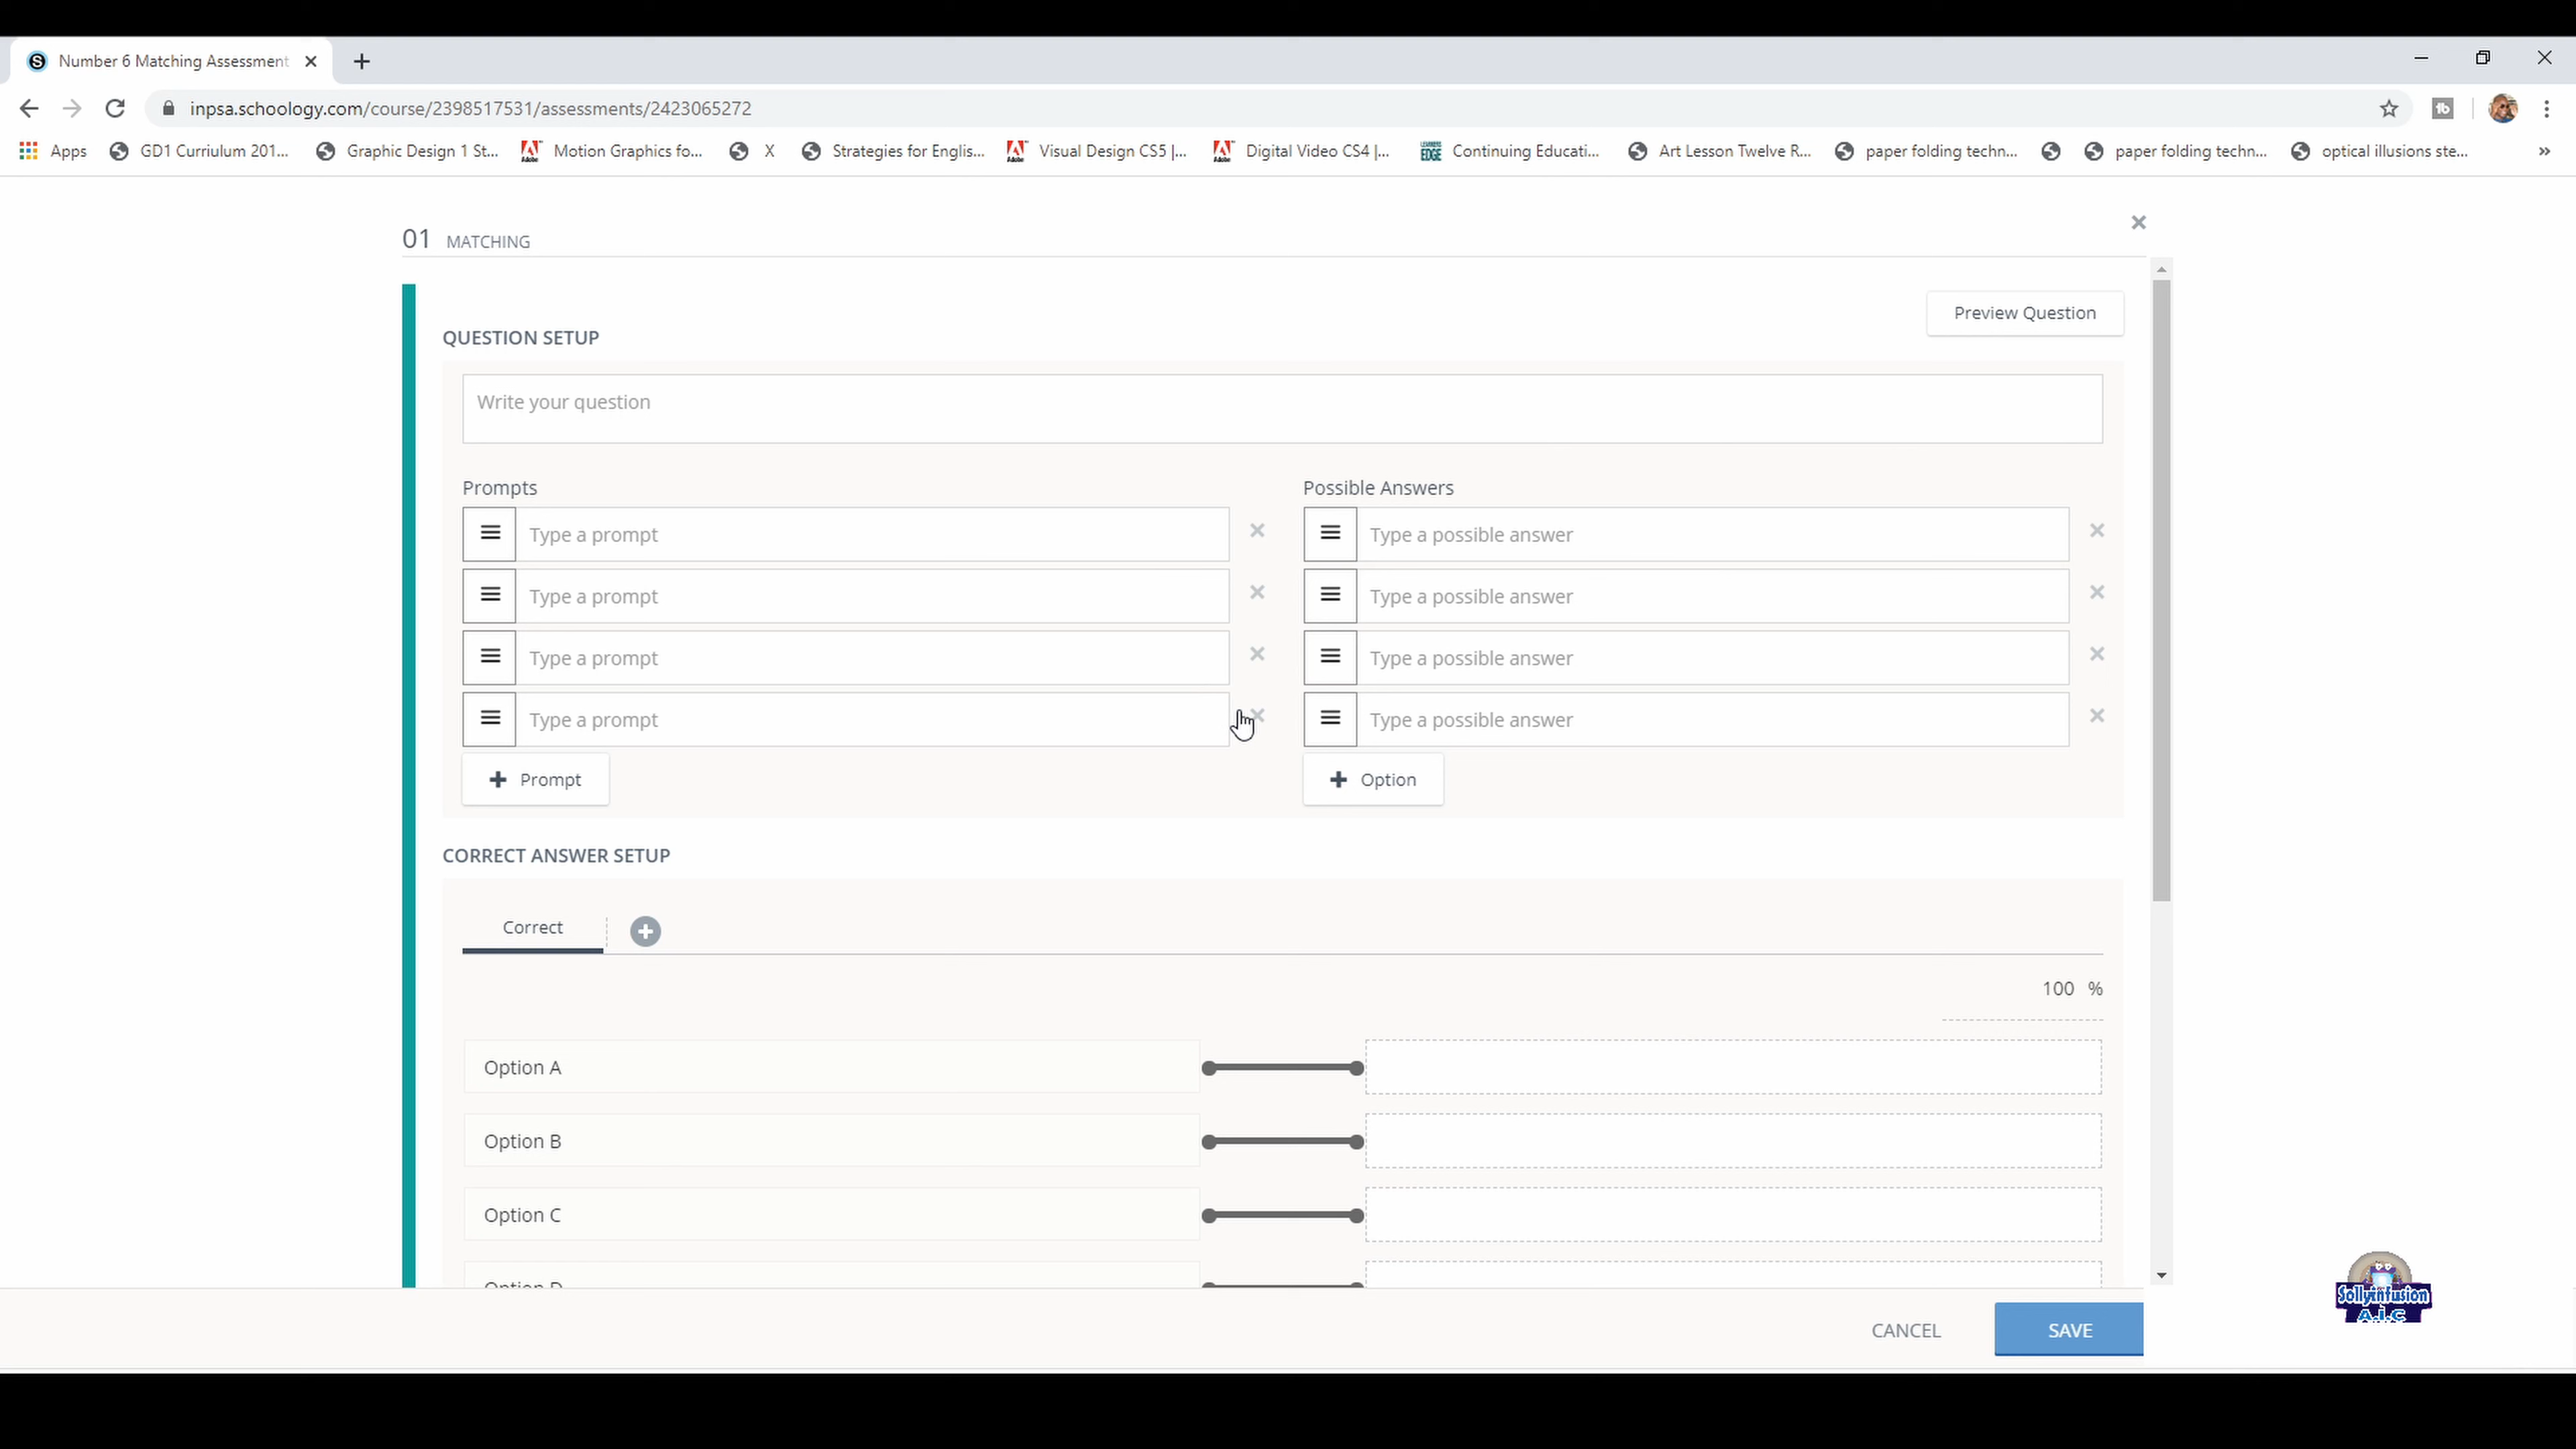 Number 6 Matching Assessment
inpsa.schoology.com/course/2398517531/assessments/2423065272
Apps GD1 Curriulum 201... Graphic Design 1 St... Motion Graphics fo... X Strategies for Englis... Visual Design CS5 |... Digital Video CS4 |... Continuing Educati... Art Lesson Twelve R... paper folding techn... paper folding techn... optical illusions ste... »
01 MATCHING
Preview Question
QUESTION SETUP
Write your question
Prompts Possible Answers
Type a prompt Type a possible answer
Type a prompt Type a possible answer
Type a prompt Type a possible answer
Type a prompt Type a possible answer
+ Prompt + Option
CORRECT ANSWER SETUP
Correct
100 %
Option A
Option B
Option C
Option D
CANCEL SAVE
Sollyinfusion
A.I.C